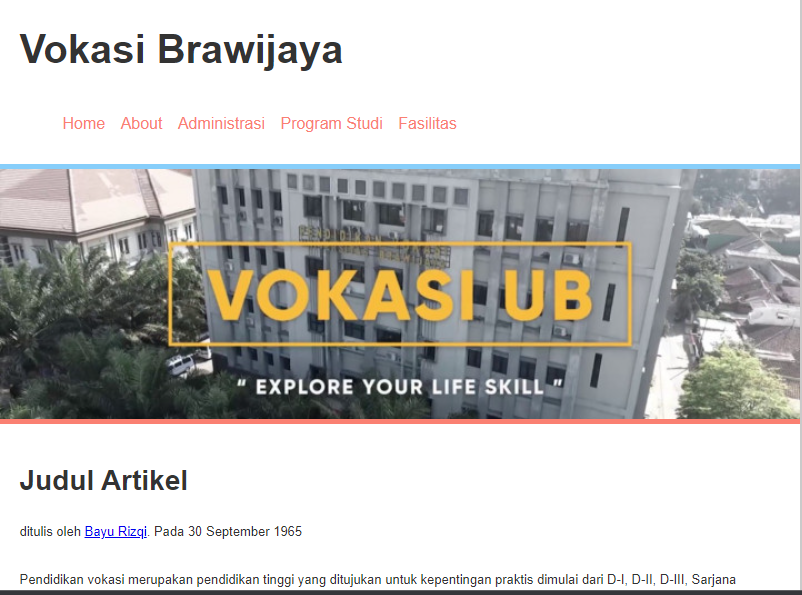 Vokasi Brawijaya
Home About Administrasi Program Studi Fasilitas
VOKASI UB
“ EXPLORE YOUR LIFE SKILL ”
Judul Artikel
ditulis oleh Bayu Rizqi. Pada 30 September 1965
Pendidikan vokasi merupakan pendidikan tinggi yang ditujukan untuk kepentingan praktis dimulai dari D-I, D-II, D-III, Sarjana